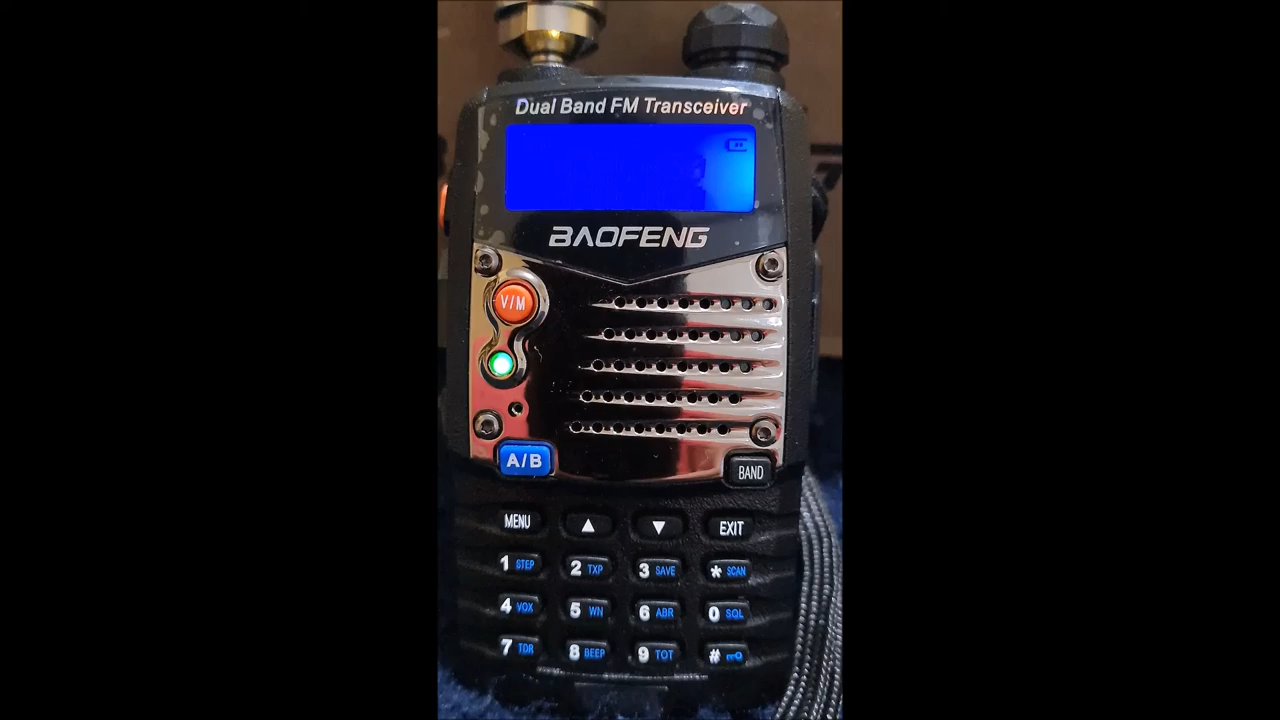 Dual Band FM Transceiver
BAOFENG
V/M
A/B
BAND
MENU ▲ ▼ EXIT
1 STEP 2 TXP 3 SAVE * SCAN
4 VOX 5 WN 6 ABR 0 SQL
7 TDR 8 BEEP 9 TOT #